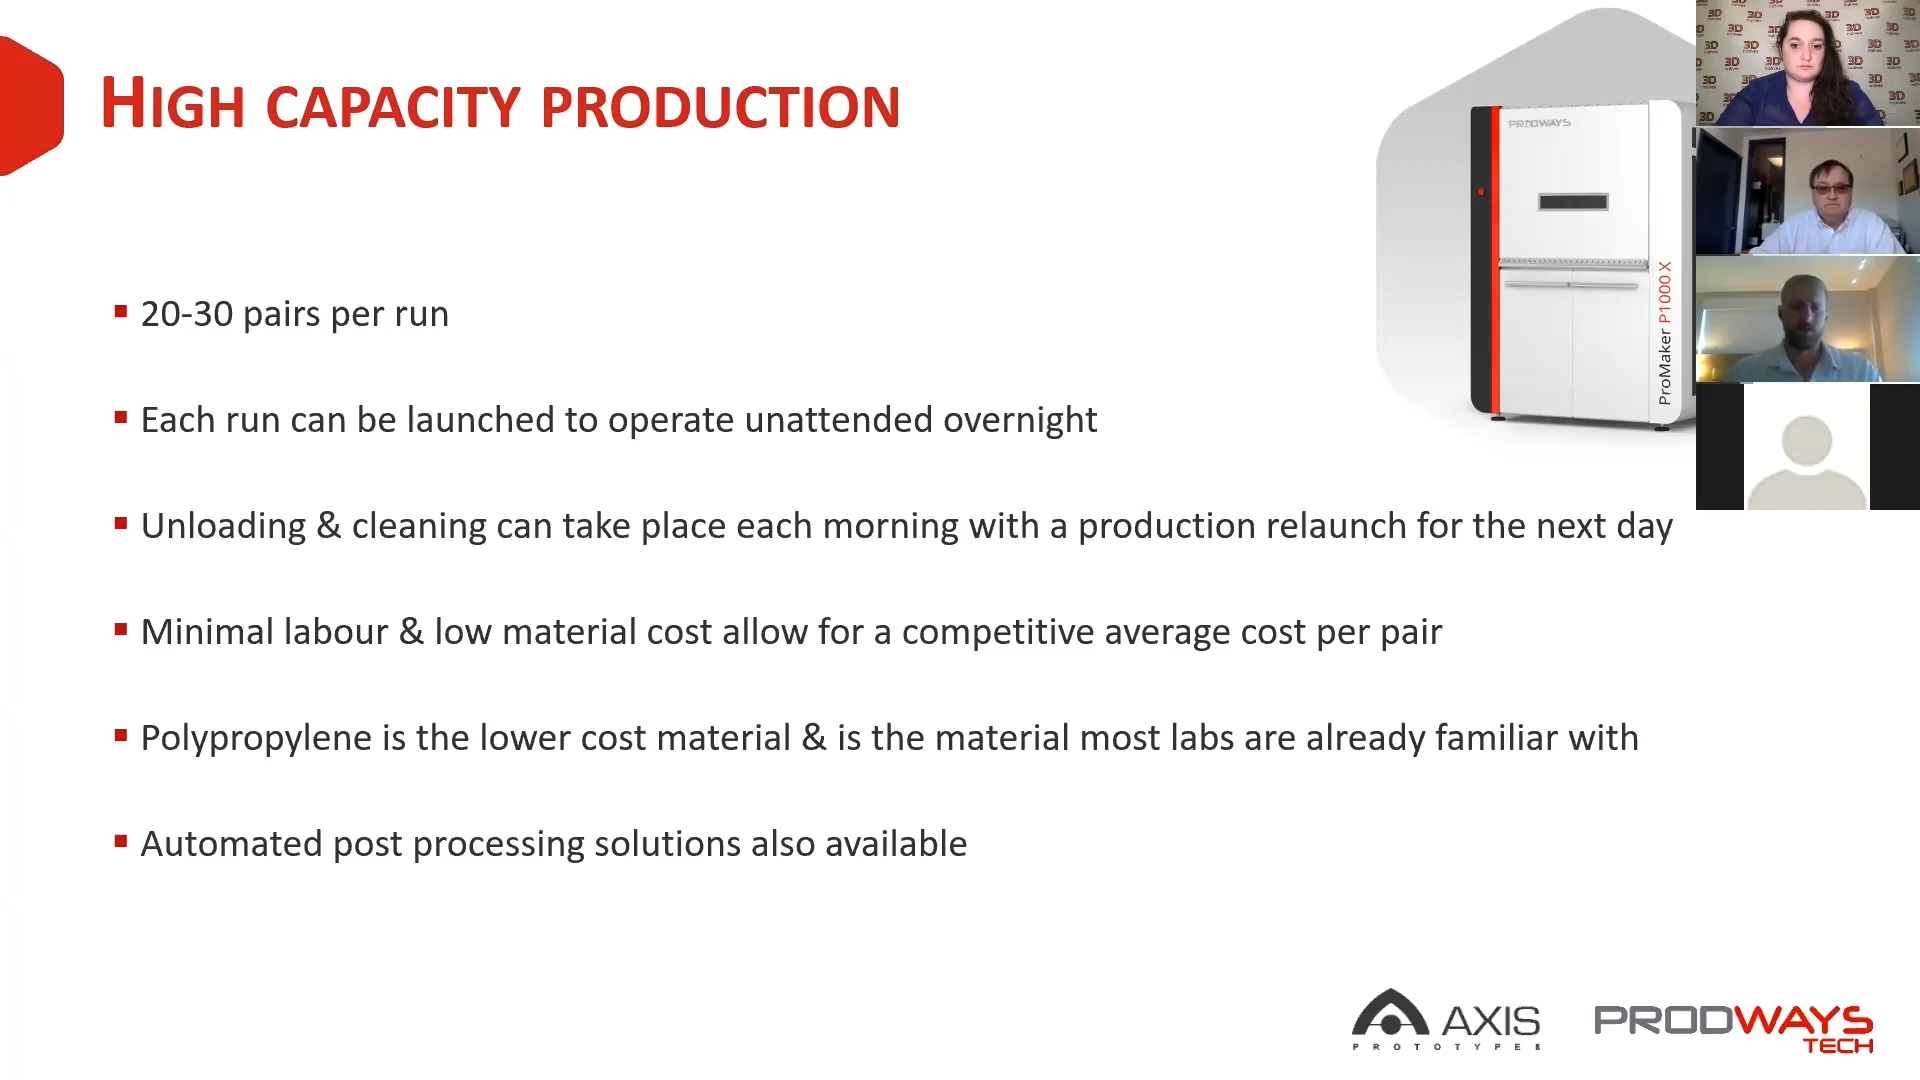 HIGH CAPACITY PRODUCTION
PRODWAYS
ProMaker P1000 X
20-30 pairs per run
Each run can be launched to operate unattended overnight
Unloading & cleaning can take place each morning with a production relaunch for the next day
Minimal labour & low material cost allow for a competitive average cost per pair
Polypropylene is the lower cost material & is the material most labs are already familiar with
Automated post processing solutions also available
AXIS
PROTOTYPES
PRODWAYS
TECH
3D natives